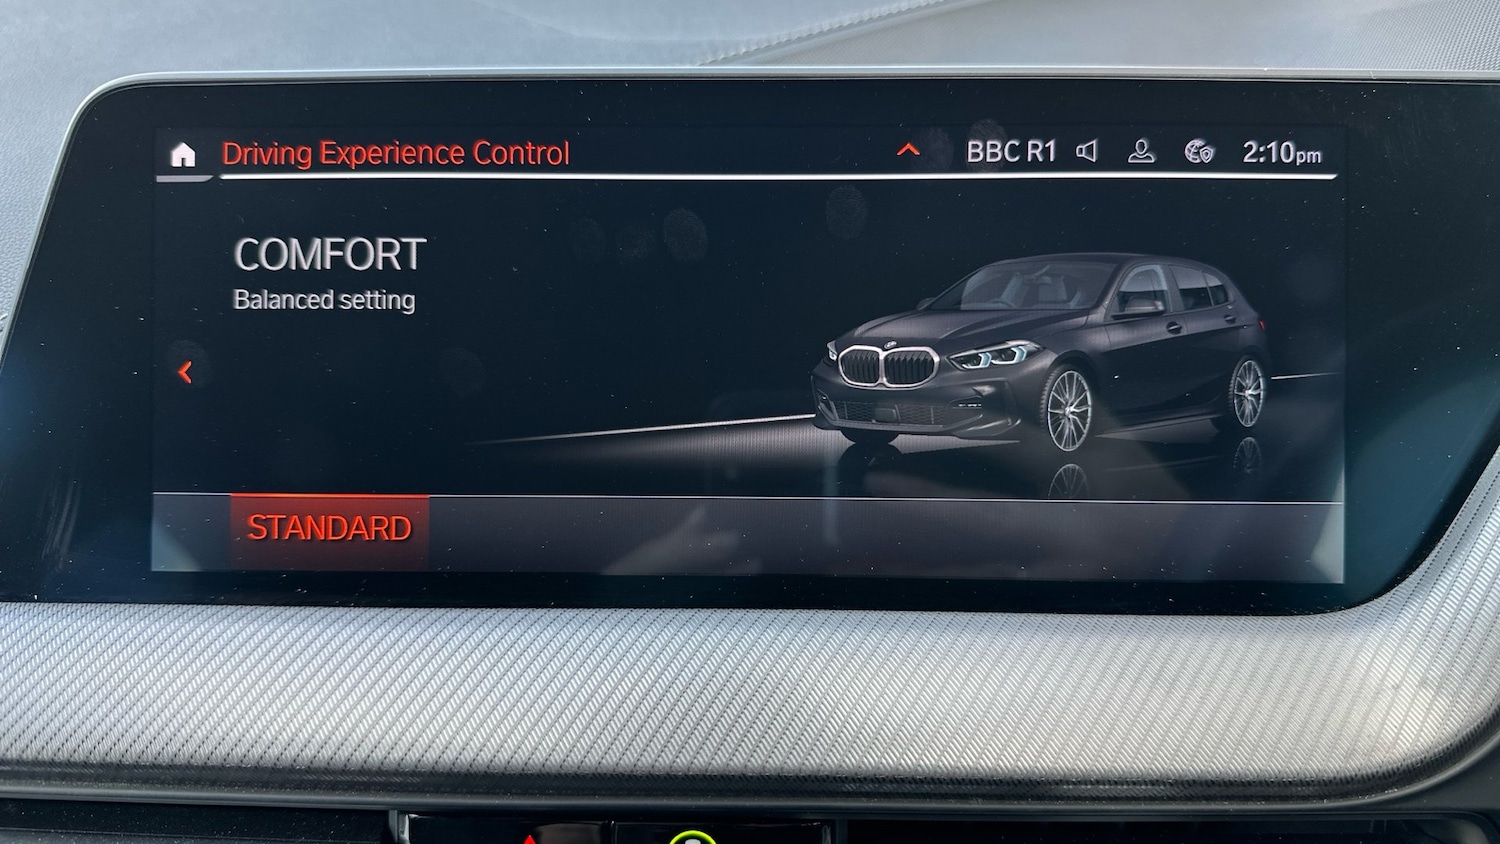 Driving Experience Control
BBC R1
2:10pm
COMFORT
Balanced setting
STANDARD